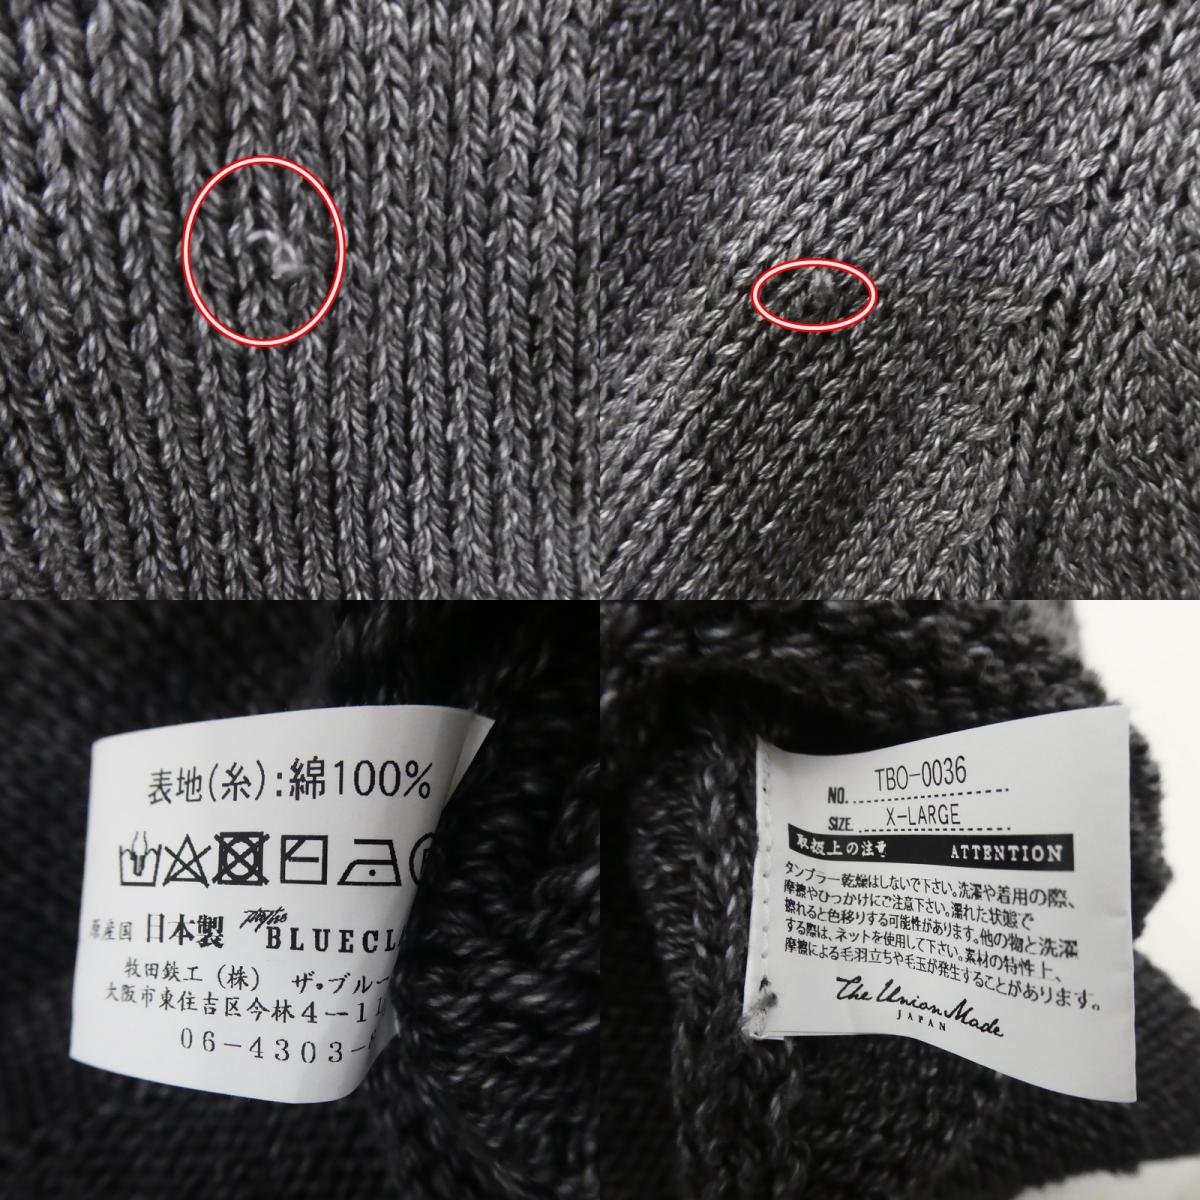 表地(糸):綿100%
原産国 日本製 BLUECL
牧田鉄工(株) ザ・ブルー
大阪市東住吉区今林4-1
06-4303-
NO. TBO-0036
SIZE X-LARGE
取扱上の注意 ATTENTION
タンブラー乾燥はしないで下さい。洗濯や着用の際、
摩擦やひっかけにご注意下さい。濡れた状態で
擦れると色移りする可能性があります。他の物と洗濯
する際は、ネットを使用して下さい。素材の特性上、
摩擦による毛羽立ちや毛玉が発生することがあります。
The Union Made
JAPAN